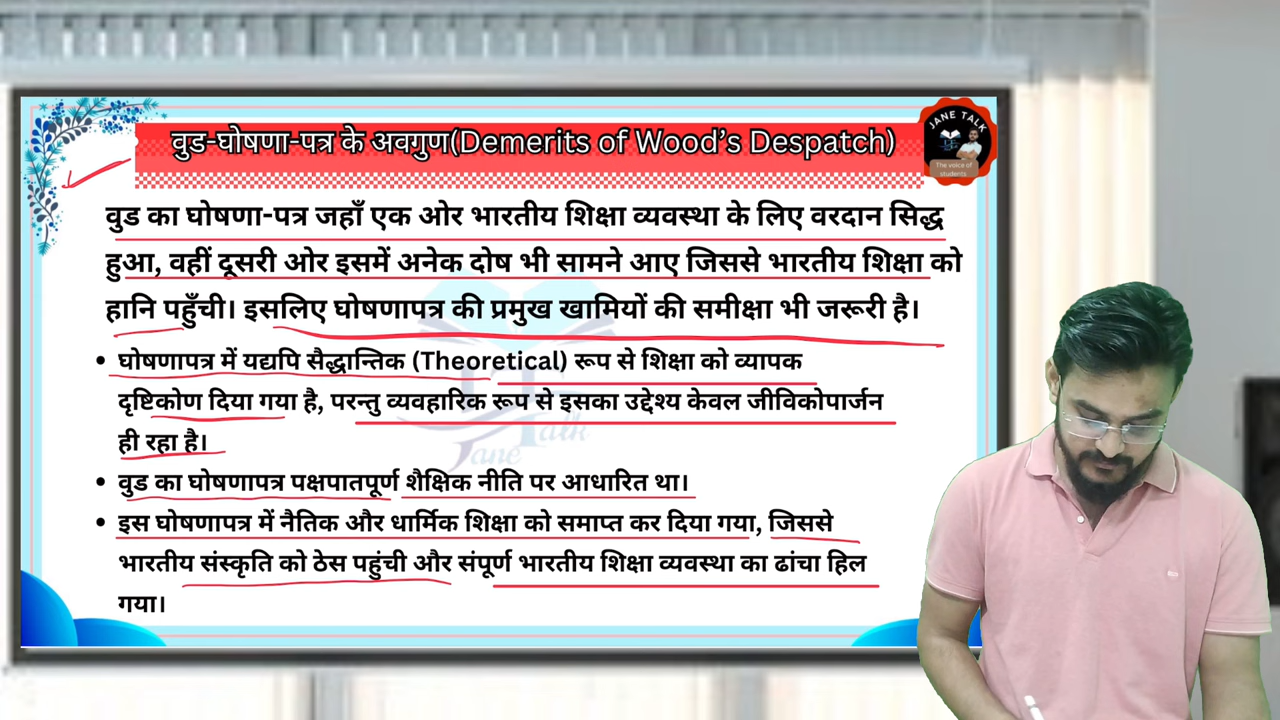 वुड-घोषणा-पत्र के अवगुण(Demerits of Wood's Despatch)
JANE TALK
The voice of
students
वुड का घोषणा-पत्र जहाँ एक ओर भारतीय शिक्षा व्यवस्था के लिए वरदान सिद्ध
हुआ, वहीं दूसरी ओर इसमें अनेक दोष भी सामने आए जिससे भारतीय शिक्षा को
हानि पहुँची। इसलिए घोषणापत्र की प्रमुख खामियों की समीक्षा भी जरूरी है।
• घोषणापत्र में यद्यपि सैद्धान्तिक (Theoretical) रूप से शिक्षा को व्यापक
दृष्टिकोण दिया गया है, परन्तु व्यवहारिक रूप से इसका उद्देश्य केवल जीविकोपार्जन
ही रहा है।
• वुड का घोषणापत्र पक्षपातपूर्ण शैक्षिक नीति पर आधारित था।
• इस घोषणापत्र में नैतिक और धार्मिक शिक्षा को समाप्त कर दिया गया, जिससे
भारतीय संस्कृति को ठेस पहुंची और संपूर्ण भारतीय शिक्षा व्यवस्था का ढांचा हिल
गया।
Jane Talk